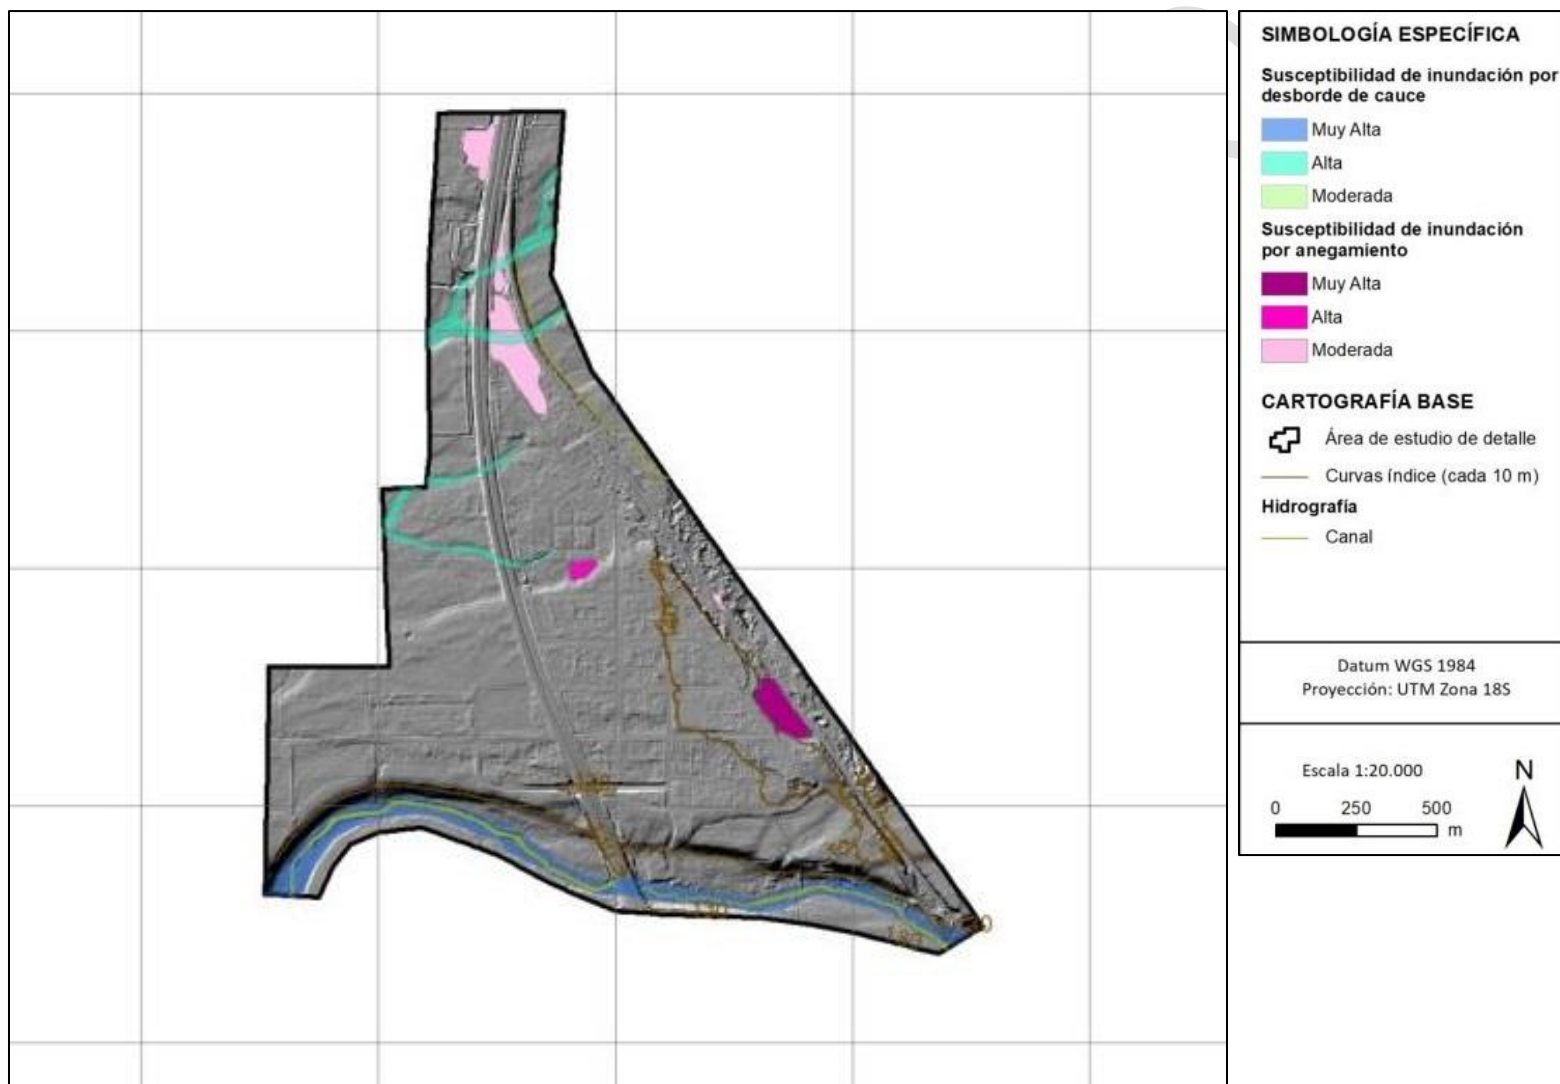 SIMBOLOGÍA ESPECÍFICA
Susceptibilidad de inundación por
desborde de cauce
Muy Alta
Alta
Moderada
Susceptibilidad de inundación
por anegamiento
Muy Alta
Alta
Moderada
CARTOGRAFÍA BASE
Área de estudio de detalle
Curvas índice (cada 10 m)
Hidrografía
Canal
Datum WGS 1984
Proyección: UTM Zona 18S
Escala 1:20.000
N
0 250 500
m